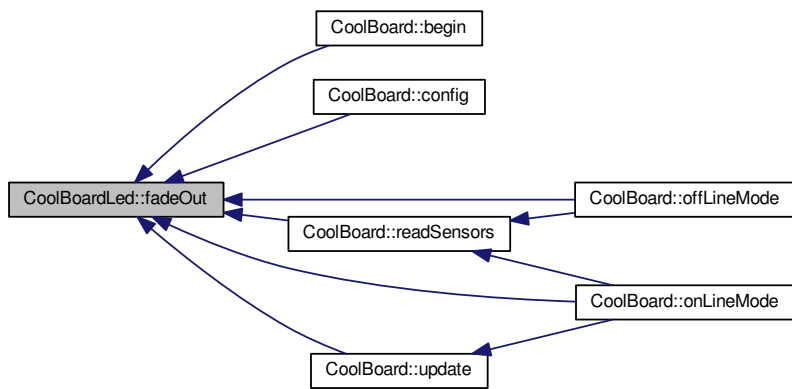 CoolBoard::begin
CoolBoard::config
CoolBoardLed::fadeOut
CoolBoard::offLineMode
CoolBoard::readSensors
CoolBoard::onLineMode
CoolBoard::update